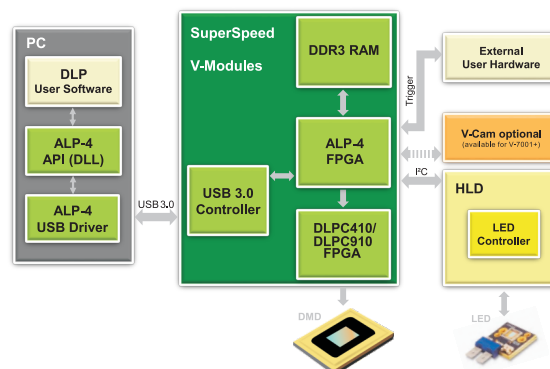 PC
DLP
User Software
ALP-4
API (DLL)
ALP-4
USB Driver
USB 3.0
SuperSpeed
V-Modules
DDR3 RAM
ALP-4
FPGA
USB 3.0
Controller
DLPC410/
DLPC910
FPGA
DMD
Trigger
External
User Hardware
V-Cam optional
(available for V-7001+)
I²C
HLD
LED
Controller
LED